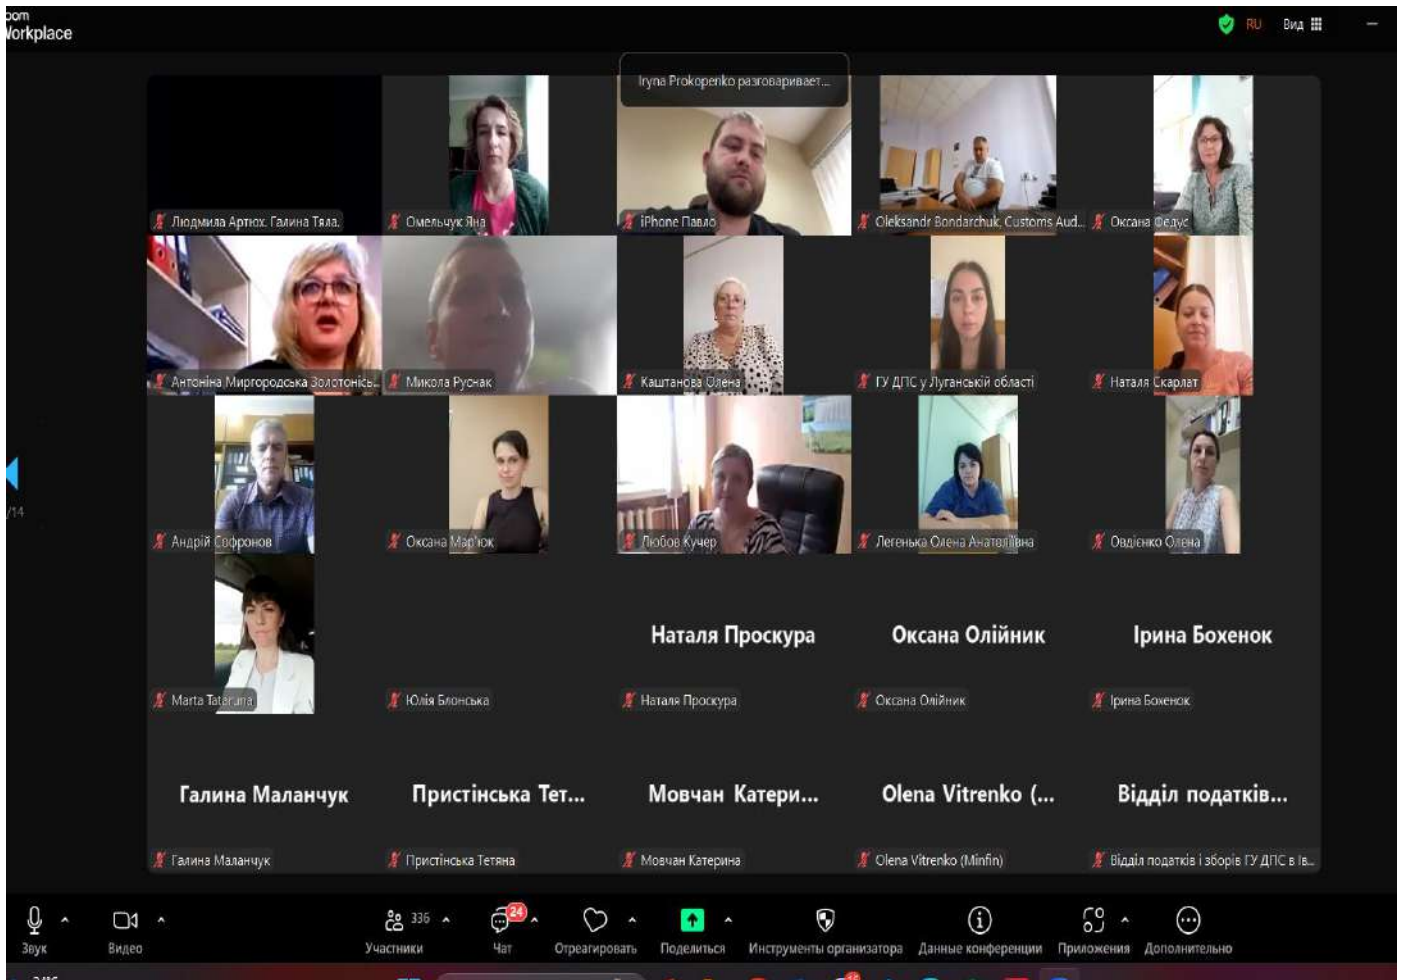 Workplace
RU Вид
Iryna Prokopenko разговаривает...
Людмила Артюх. Галина Тяла.
Омельчук Яна
iPhone Павло
Oleksandr Bondarchuk, Customs Aud...
Оксана Федус
Антоніна Миргородська Золотонісь...
Микола Руснак
Каштанова Олена
ГУ ДПС у Луганській області
Наталя Скарлат
Андрій Софронов
Оксана Мар'юк
Любов Кучер
Легенька Олена Анатоліївна
Овдієнко Олена
/14
Наталя Проскура
Оксана Олійник
Ірина Бохенок
Marta Tataruna
Юлія Блонська
Наталя Проскура
Оксана Олійник
Ірина Бохенок
Галина Маланчук
Пристінська Тет...
Мовчан Катери...
Olena Vitrenko (...
Відділ податків...
Галина Маланчук
Пристінська Тетяна
Мовчан Катерина
Olena Vitrenko (Minfin)
Відділ податків і зборів ГУ ДПС в Ів...
336
24
Звук
Видео
Участники
Чат
Отреагировать
Поделиться
Инструменты организатора
Данные конференции
Приложения
Дополнительно